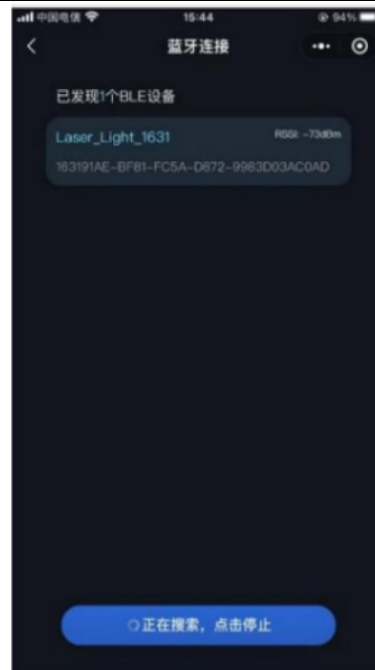 中国电信 15:44 94%
蓝牙连接
已发现1个BLE设备
Laser_Light_1631 RSSI: -73dBm
163191AE-BF81-FC5A-D872-9983D03AC0AD
正在搜索，点击停止